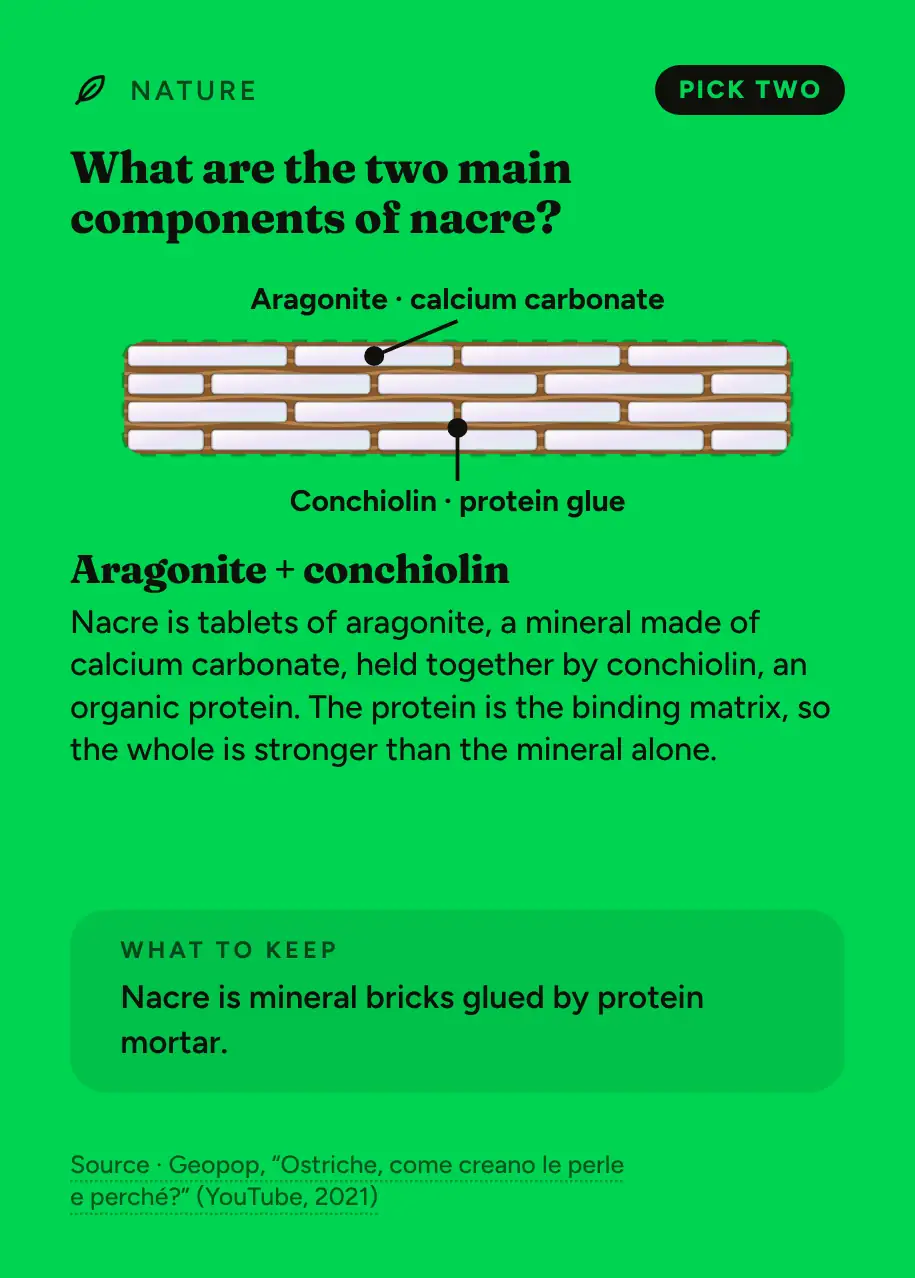 NATURE
PICK TWO
What are the two main
components of nacre?
Aragonite · calcium carbonate
Conchiolin · protein glue
Aragonite + conchiolin
Nacre is tablets of aragonite, a mineral made of
calcium carbonate, held together by conchiolin, an
organic protein. The protein is the binding matrix, so
the whole is stronger than the mineral alone.
WHAT TO KEEP
Nacre is mineral bricks glued by protein
mortar.
Source · Geopop, “Ostriche, come creano le perle
e perché?” (YouTube, 2021)